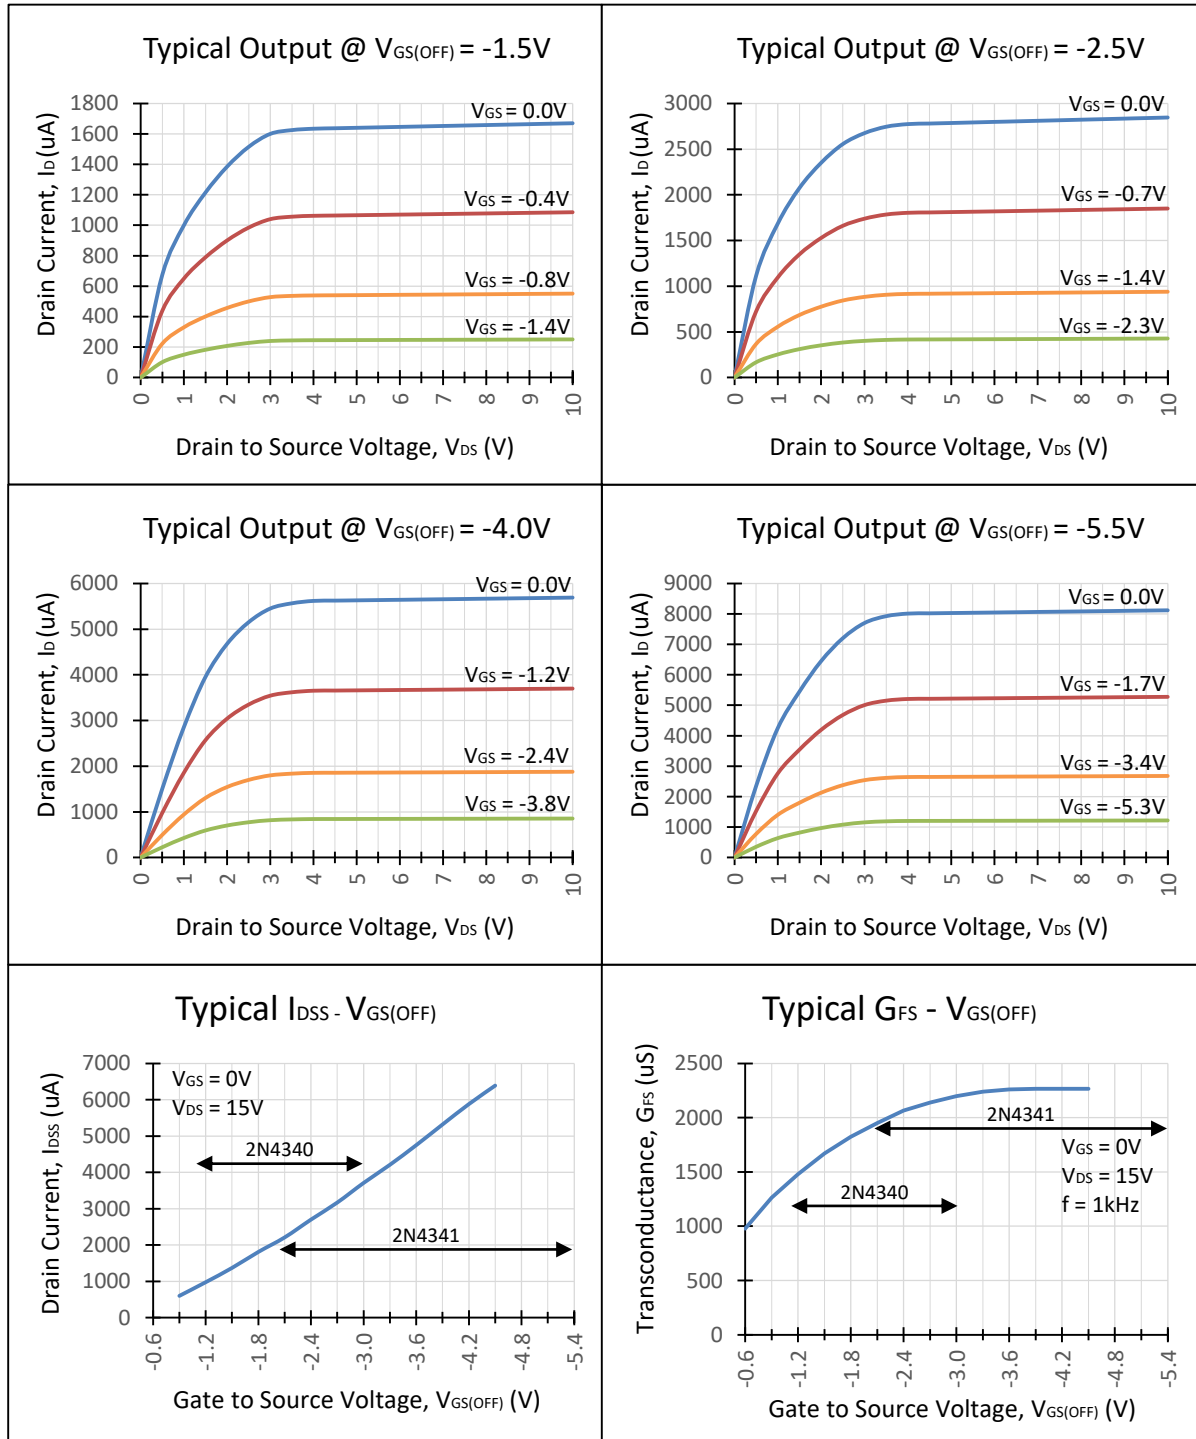 Typical Output @ VGS(OFF) = -1.5V
Drain Current, ID (uA)
1800
1600
1400
1200
1000
800
600
400
200
0
VGS = 0.0V
VGS = -0.4V
VGS = -0.8V
VGS = -1.4V
0 1 2 3 4 5 6 7 8 9 10
Drain to Source Voltage, VDS (V)
Typical Output @ VGS(OFF) = -2.5V
Drain Current, ID (uA)
3000
2500
2000
1500
1000
500
0
VGS = 0.0V
VGS = -0.7V
VGS = -1.4V
VGS = -2.3V
0 1 2 3 4 5 6 7 8 9 10
Drain to Source Voltage, VDS (V)
Typical Output @ VGS(OFF) = -4.0V
Drain Current, ID (uA)
6000
5000
4000
3000
2000
1000
0
VGS = 0.0V
VGS = -1.2V
VGS = -2.4V
VGS = -3.8V
0 1 2 3 4 5 6 7 8 9 10
Drain to Source Voltage, VDS (V)
Typical Output @ VGS(OFF) = -5.5V
Drain Current, ID (uA)
9000
8000
7000
6000
5000
4000
3000
2000
1000
0
VGS = 0.0V
VGS = -1.7V
VGS = -3.4V
VGS = -5.3V
0 1 2 3 4 5 6 7 8 9 10
Drain to Source Voltage, VDS (V)
Typical IDSS - VGS(OFF)
Drain Current, IDSS (uA)
7000
6000
5000
4000
3000
2000
1000
0
VGS = 0V
VDS = 15V
2N4340
2N4341
-0.6 -1.2 -1.8 -2.4 -3.0 -3.6 -4.2 -4.8 -5.4
Gate to Source Voltage, VGS(OFF) (V)
Typical GFS - VGS(OFF)
Transconductance, GFS (uS)
2500
2000
1500
1000
500
0
2N4341
VGS = 0V
VDS = 15V
f = 1kHz
2N4340
-0.6 -1.2 -1.8 -2.4 -3.0 -3.6 -4.2 -4.8 -5.4
Gate to Source Voltage, VGS(OFF) (V)